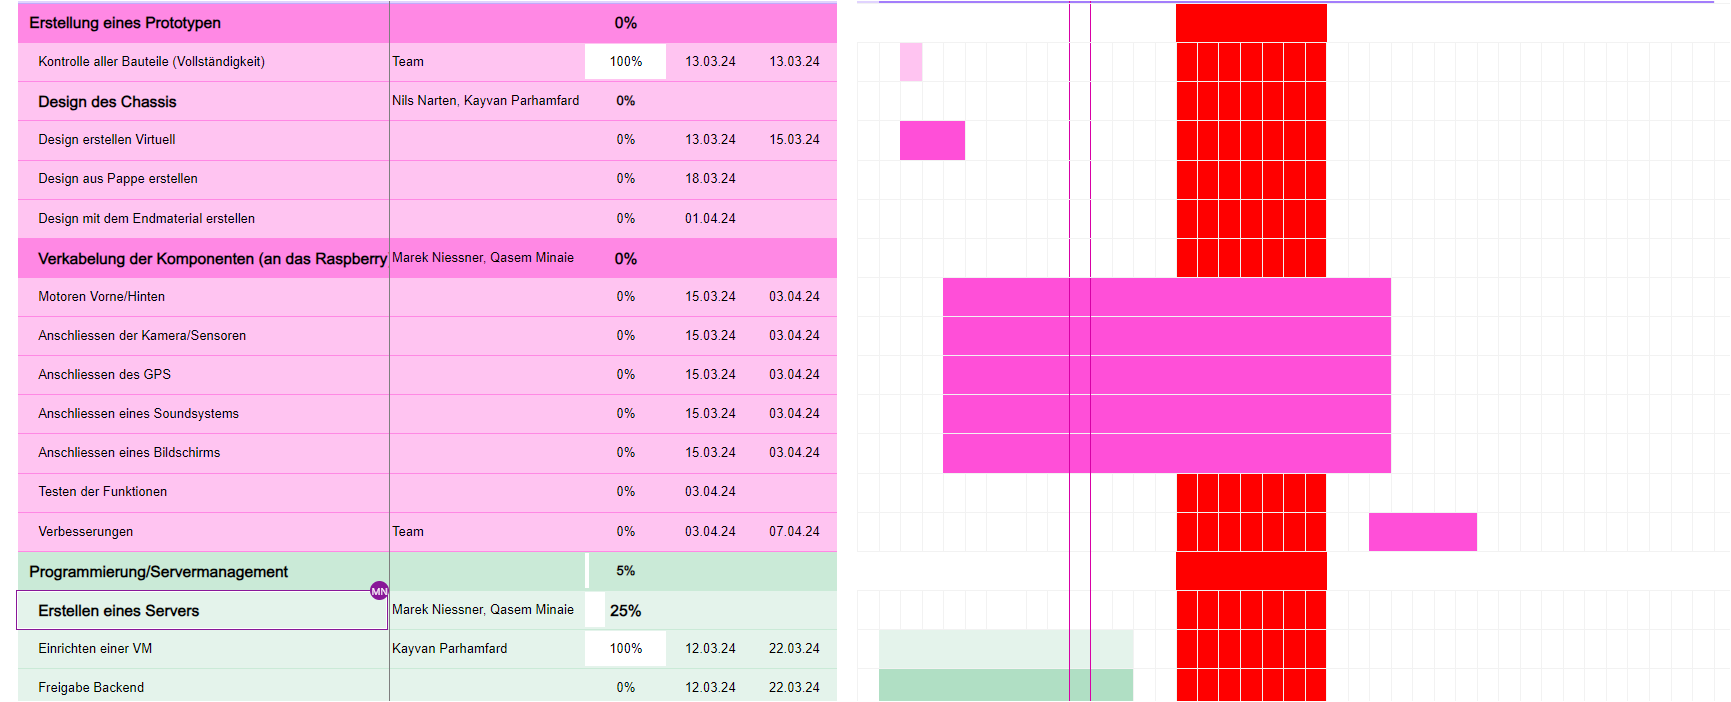 Erstellung eines Prototypen 0%
Kontrolle aller Bauteile (Vollständigkeit) Team 100% 13.03.24 13.03.24
Design des Chassis Nils Narten, Kayvan Parhamfard 0%
Design erstellen Virtuell 0% 13.03.24 15.03.24
Design aus Pappe erstellen 0% 18.03.24
Design mit dem Endmaterial erstellen 0% 01.04.24
Verkabelung der Komponenten (an das Raspberry Marek Niessner, Qasem Minaie 0%
Motoren Vorne/Hinten 0% 15.03.24 03.04.24
Anschliessen der Kamera/Sensoren 0% 15.03.24 03.04.24
Anschliessen des GPS 0% 15.03.24 03.04.24
Anschliessen eines Soundsystems 0% 15.03.24 03.04.24
Anschliessen eines Bildschirms 0% 15.03.24 03.04.24
Testen der Funktionen 0% 03.04.24
Verbesserungen Team 0% 03.04.24 07.04.24
Programmierung/Servermanagement 5%
MN
Erstellen eines Servers Marek Niessner, Qasem Minaie 25%
Einrichten einer VM Kayvan Parhamfard 100% 12.03.24 22.03.24
Freigabe Backend 0% 12.03.24 22.03.24